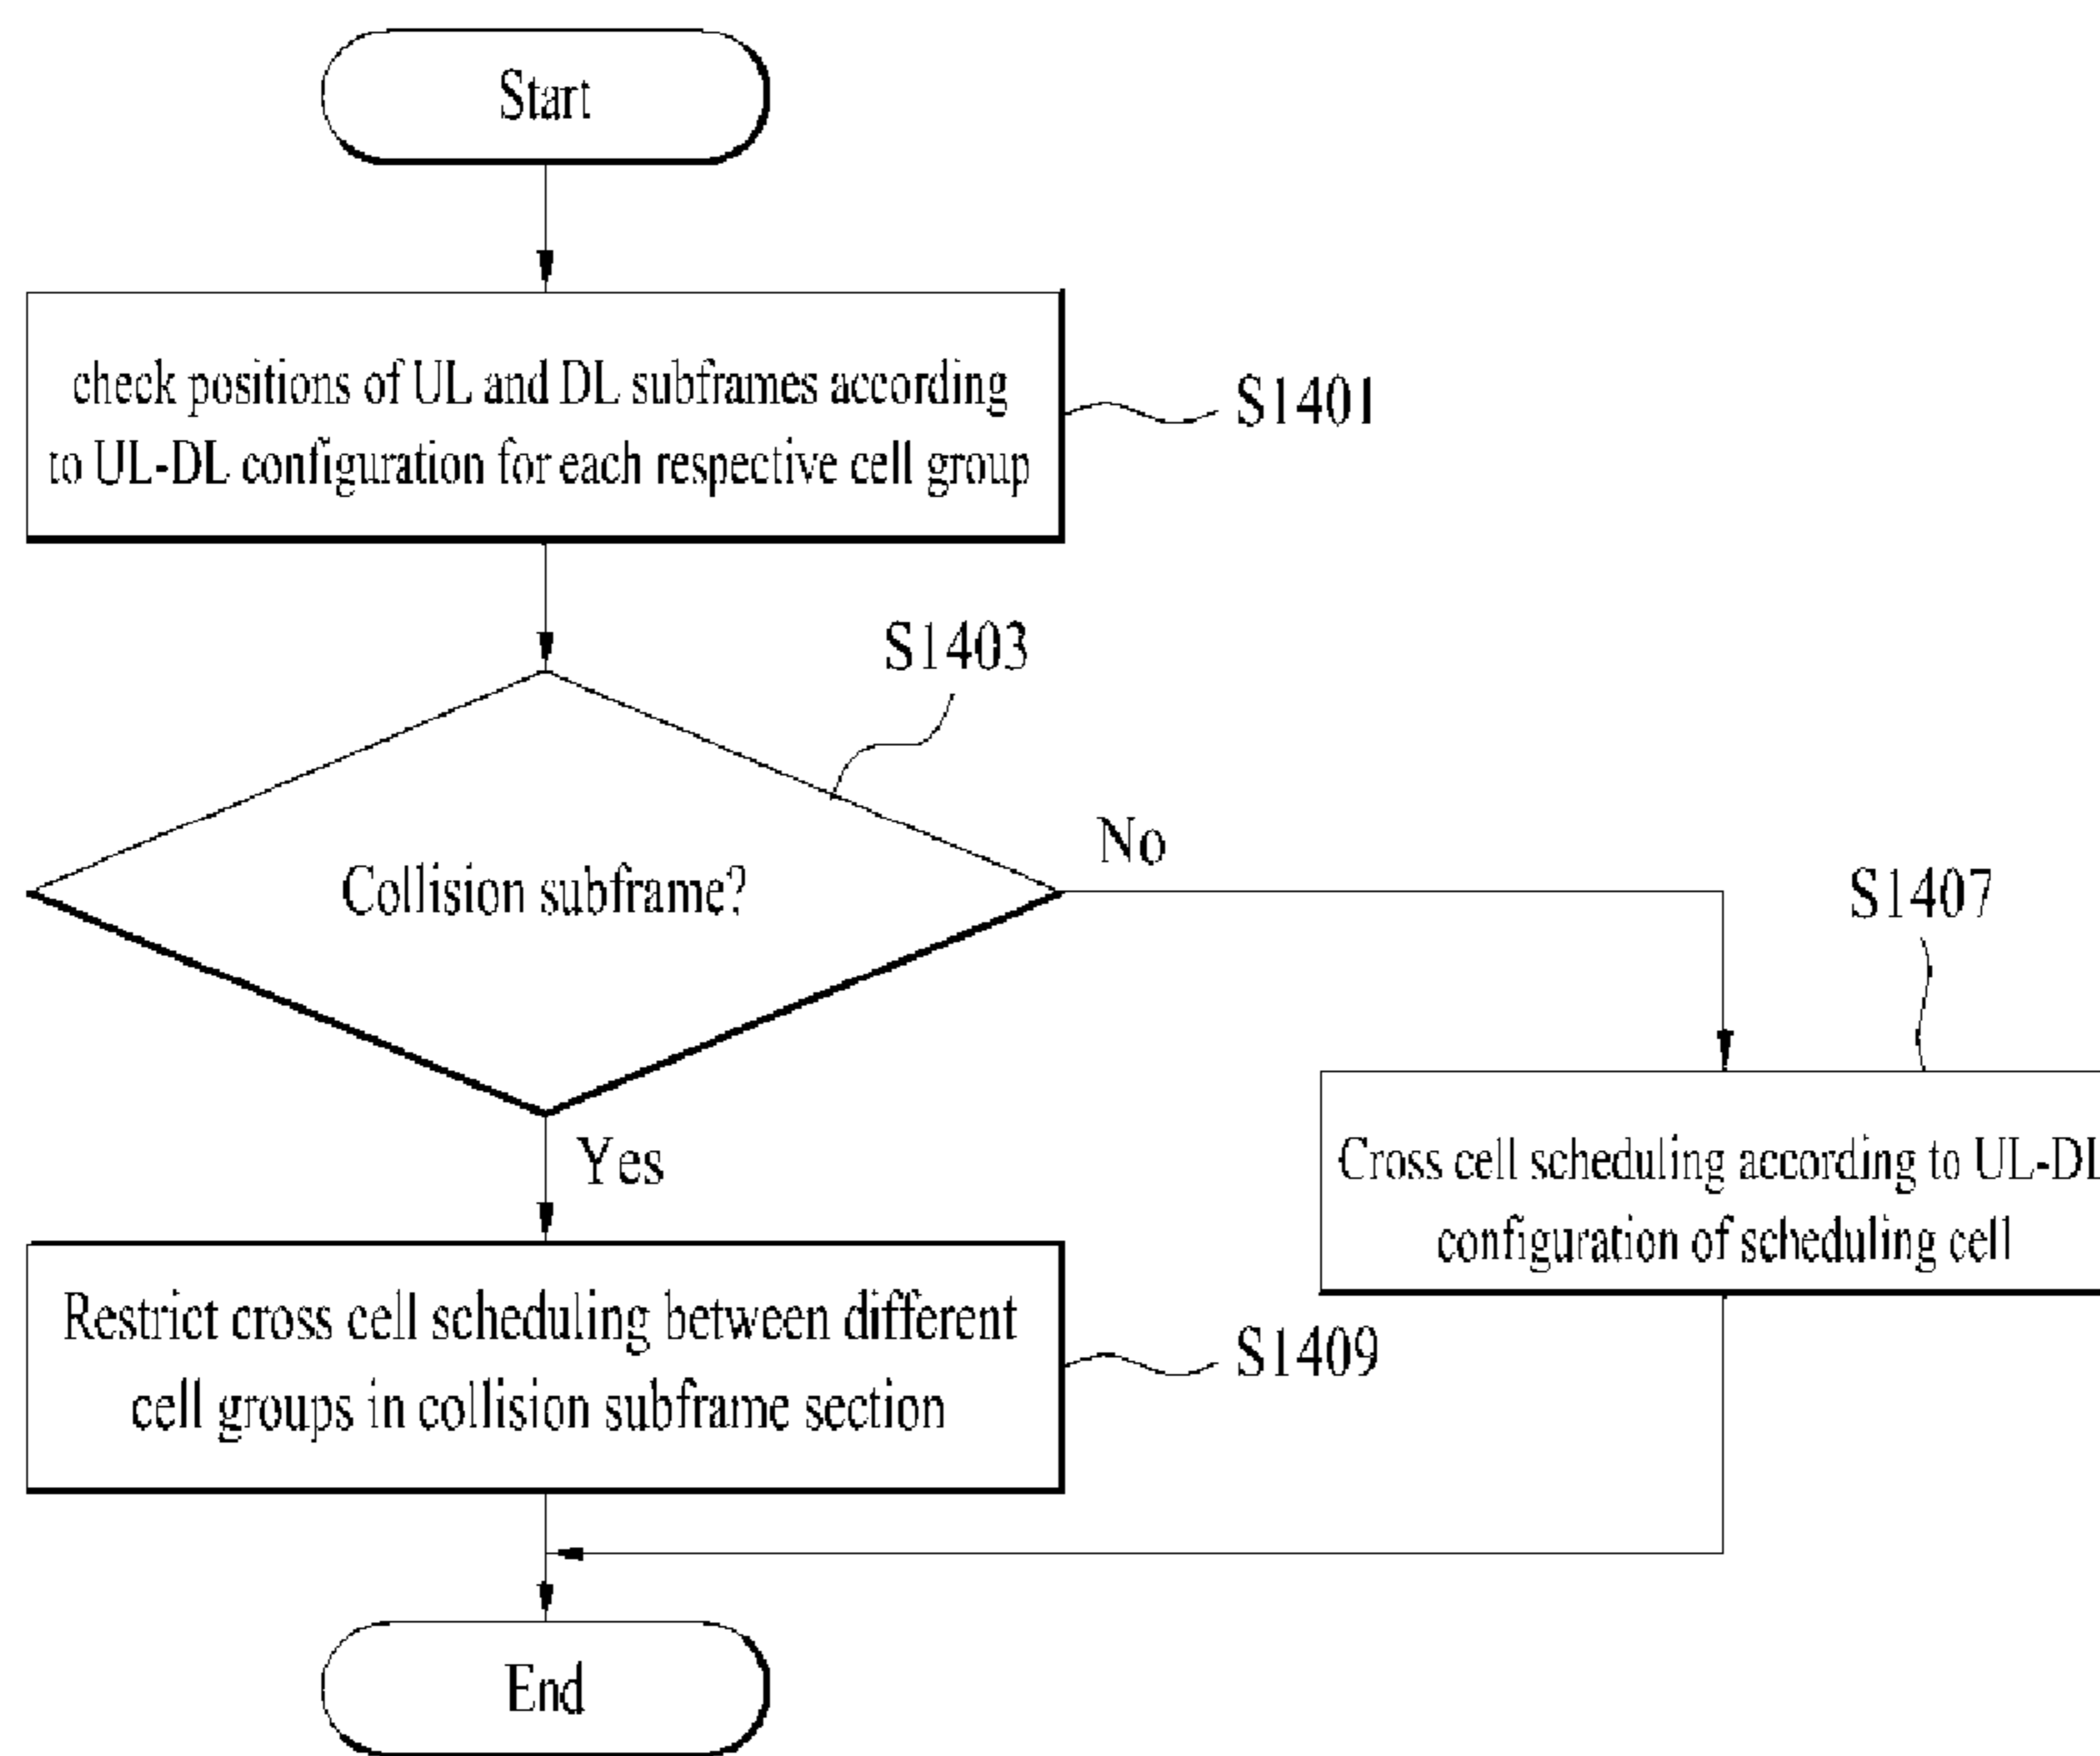 Start
check positions of UL and DL subframes according
to UL-DL configuration for each respective cell group
S1401
S1403
Collision subframe?
No
S1407
Yes
Cross cell scheduling according to UL-DL
configuration of scheduling cell
Restrict cross cell scheduling between different
cell groups in collision subframe section
S1409
End